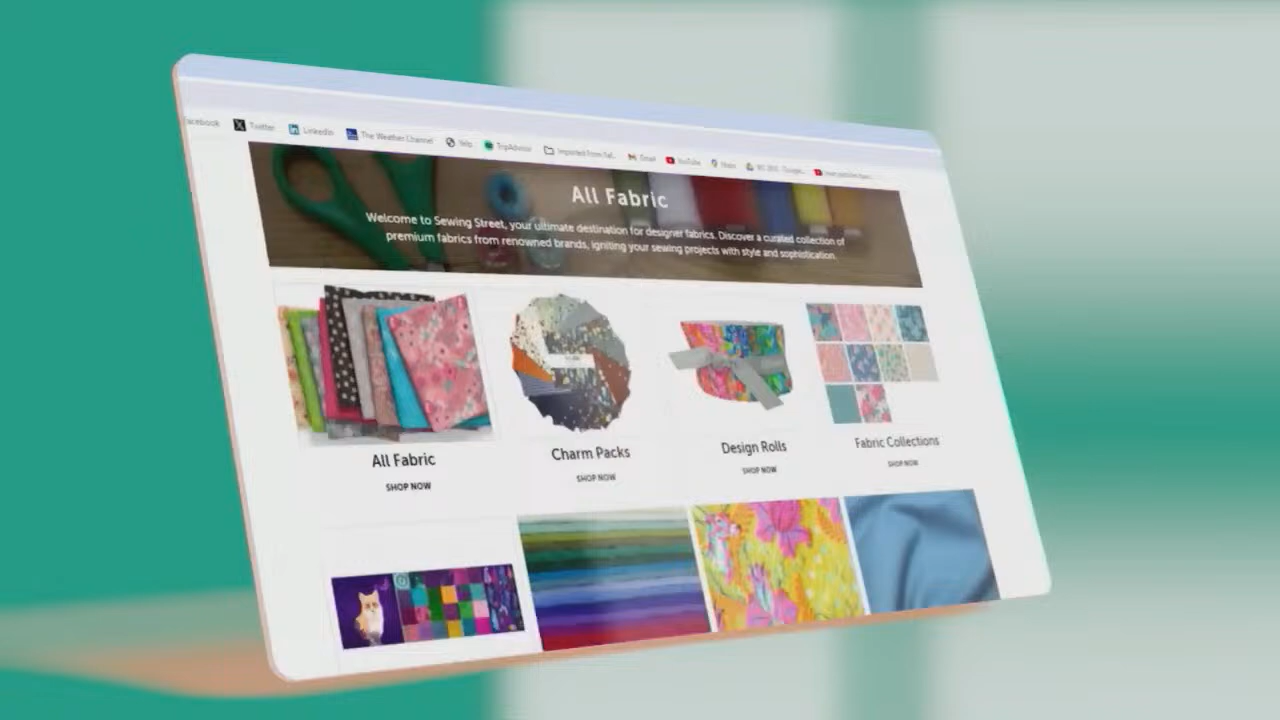 acebook Twitter LinkedIn The Weather Channel Yelp TripAdvisor Imported From Gmail YouTube Maps
All Fabric
Welcome to Sewing Street, your ultimate destination for designer fabrics. Discover a curated collection of
premium fabrics from renowned brands, igniting your sewing projects with style and sophistication.
All Fabric
SHOP NOW
Charm Packs
SHOP NOW
Design Rolls
SHOP NOW
Fabric Collections
SHOP NOW